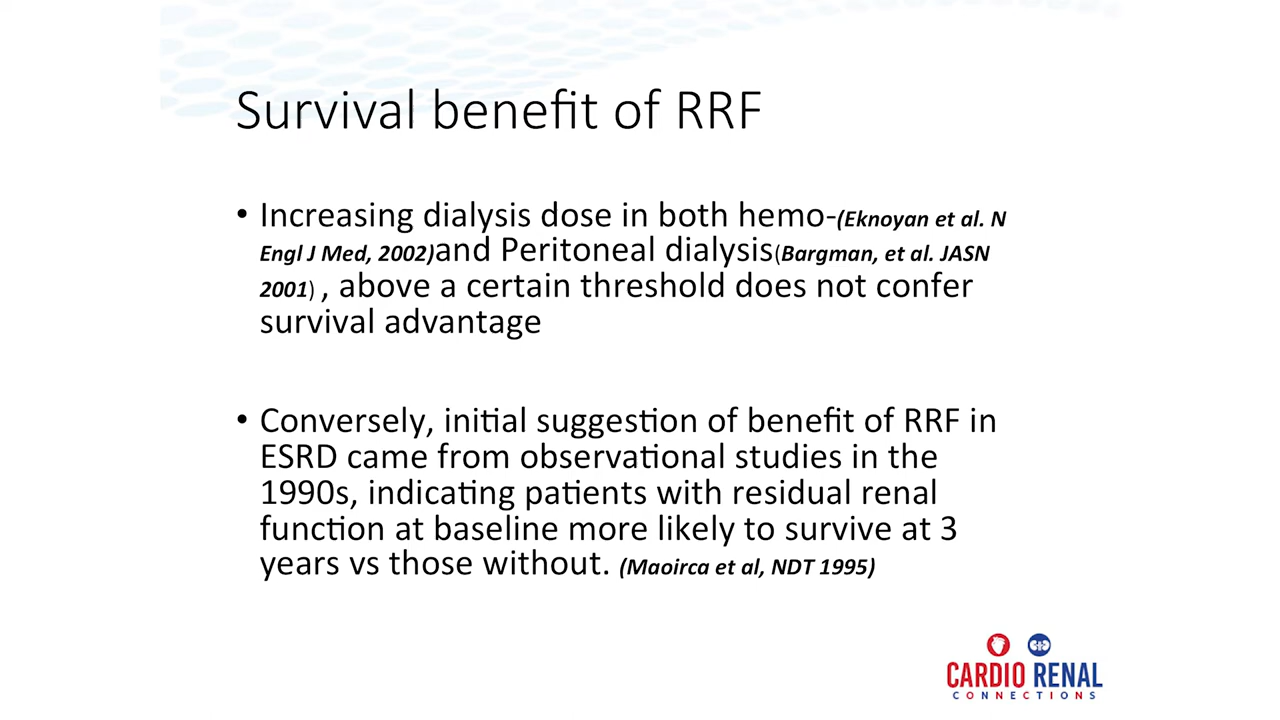 Survival benefit of RRF
• Increasing dialysis dose in both hemo-(Eknoyan et al. N
Engl J Med, 2002)and Peritoneal dialysis(Bargman, et al. JASN
2001) , above a certain threshold does not confer
survival advantage
• Conversely, initial suggestion of benefit of RRF in
ESRD came from observational studies in the
1990s, indicating patients with residual renal
function at baseline more likely to survive at 3
years vs those without. (Maoirca et al, NDT 1995)
CARDIO RENAL
CONNECTIONS